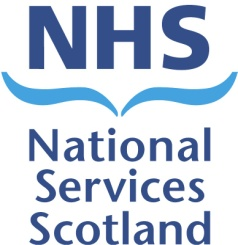 NHS
National
Services
Scotland